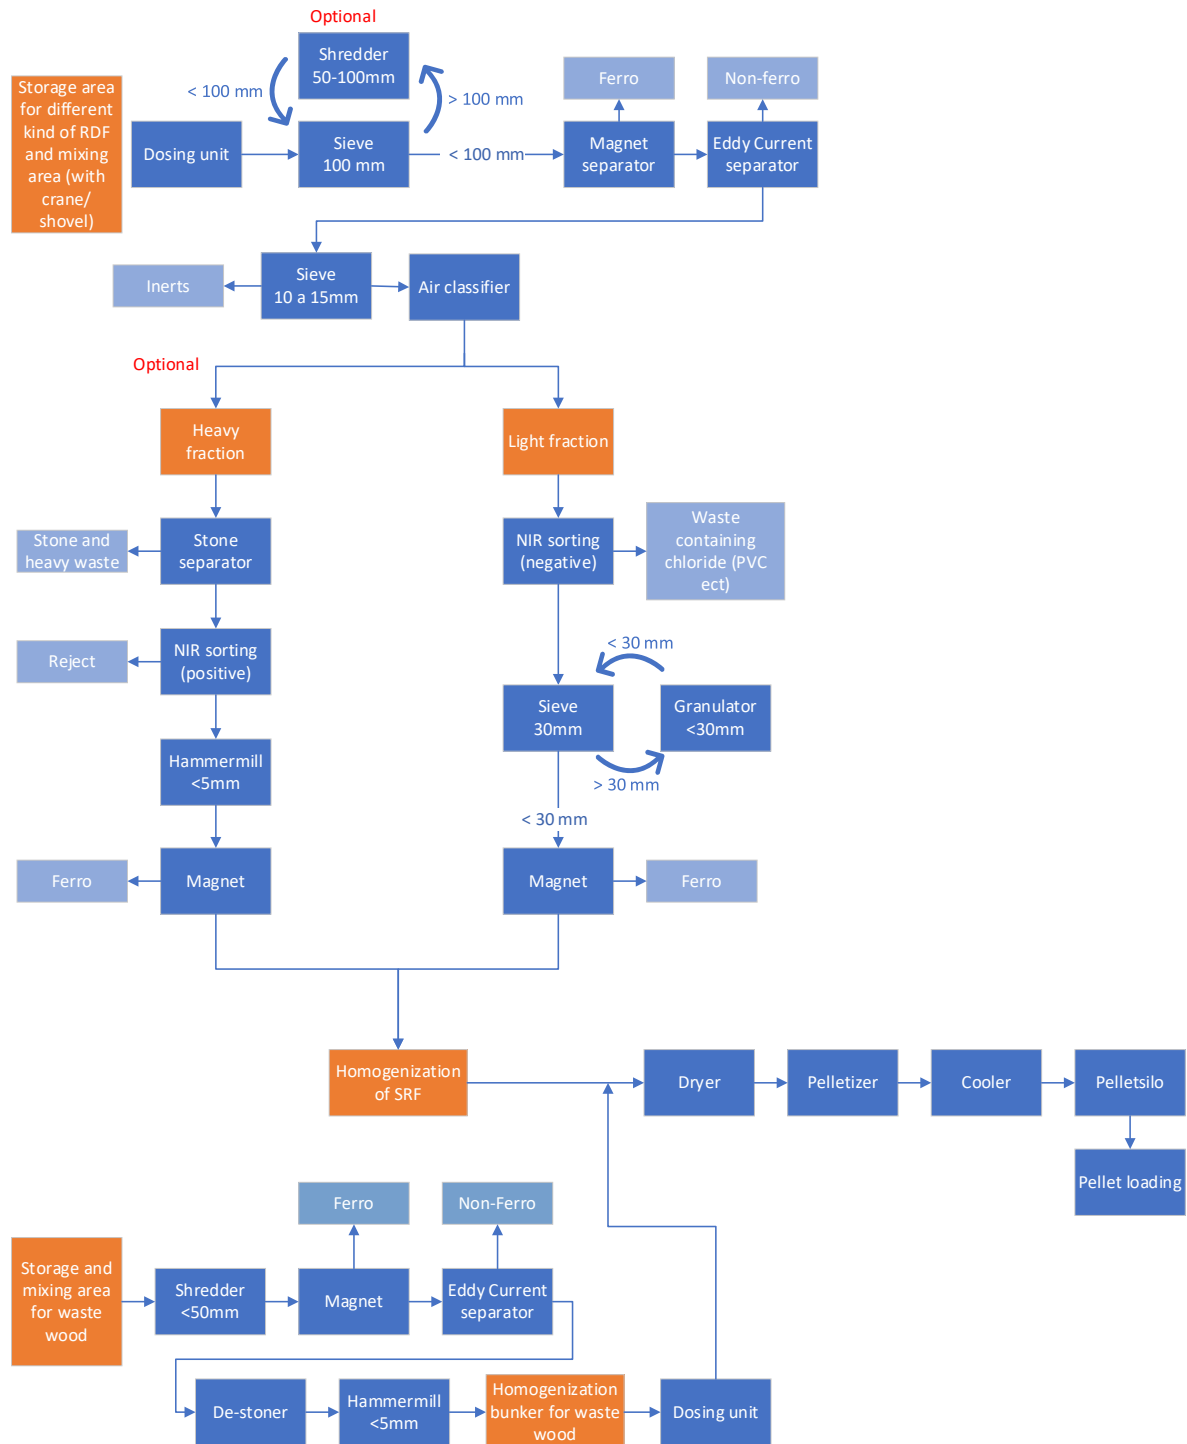 Optional
Shredder
50-100mm
< 100 mm
> 100 mm
Ferro
Non-ferro
Storage area
for different
kind of RDF
and mixing
area (with
crane/
shovel)
Dosing unit
Sieve
100 mm
< 100 mm
Magnet
separator
Eddy Current
separator
Inerts
Sieve
10 a 15mm
Air classifier
Optional
Heavy
fraction
Light fraction
Stone and
heavy waste
Stone
separator
NIR sorting
(negative)
Waste
containing
chloride (PVC
ect)
Reject
NIR sorting
(positive)
< 30 mm
Sieve
30mm
Granulator
<30mm
> 30 mm
Hammermill
<5mm
< 30 mm
Ferro
Magnet
Magnet
Ferro
Homogenization
of SRF
Dryer
Pelletizer
Cooler
Pelletsilo
Pellet loading
Ferro
Non-Ferro
Storage and
mixing area
for waste
wood
Shredder
<50mm
Magnet
Eddy Current
separator
De-stoner
Hammermill
<5mm
Homogenization
bunker for waste
wood
Dosing unit